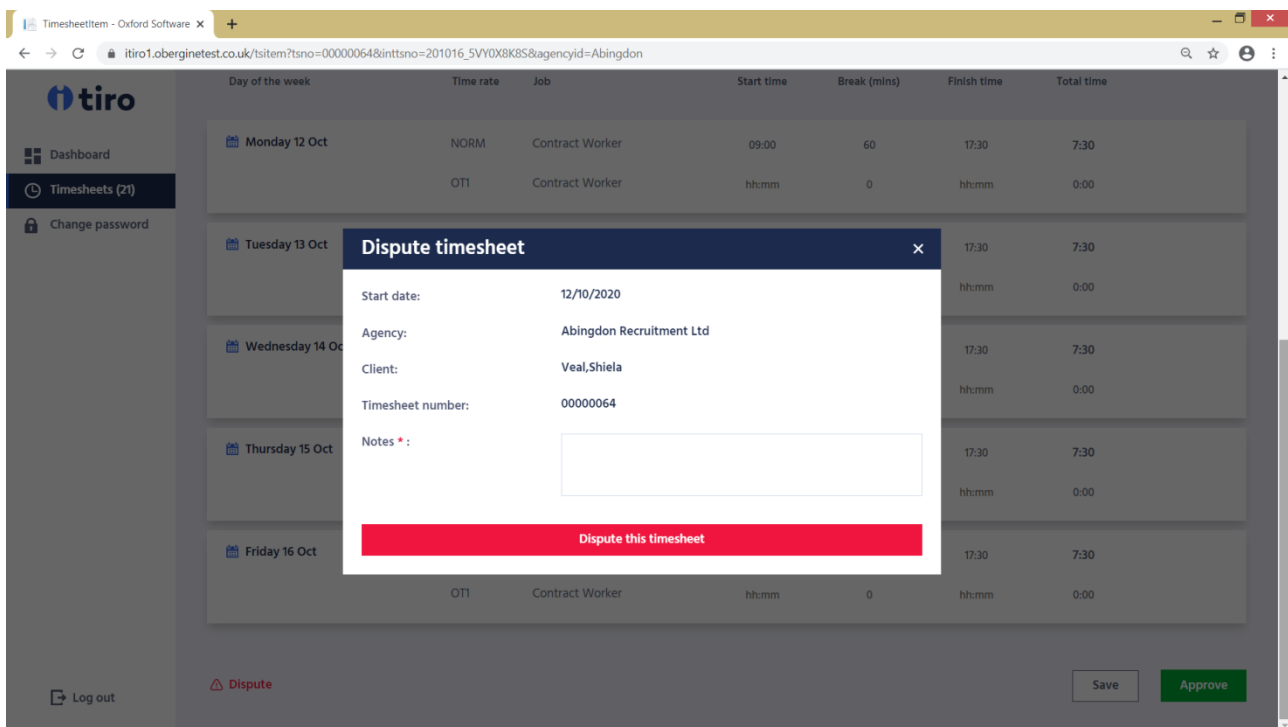 TimesheetItem - Oxford Software
itiro1.oberginetest.co.uk/tsitem?tsno=00000064&inttsno=201016_5VY0X8K8S&agencyid=Abingdon
tiro
Dashboard
Timesheets (21)
Change password
Log out
Day of the week Time rate Job Start time Break (mins) Finish time Total time
Monday 12 Oct NORM Contract Worker 09:00 60 17:30 7:30
OT1 Contract Worker hh:mm 0 hh:mm 0:00
Tuesday 13 Oct 17:30 7:30
hh:mm 0:00
Wednesday 14 Oc 17:30 7:30
hh:mm 0:00
Thursday 15 Oct 17:30 7:30
hh:mm 0:00
Friday 16 Oct 17:30 7:30
OT1 Contract Worker hh:mm 0 hh:mm 0:00
Dispute timesheet
Start date: 12/10/2020
Agency: Abingdon Recruitment Ltd
Client: Veal,Shiela
Timesheet number: 00000064
Notes * :
Dispute this timesheet
Dispute Save Approve